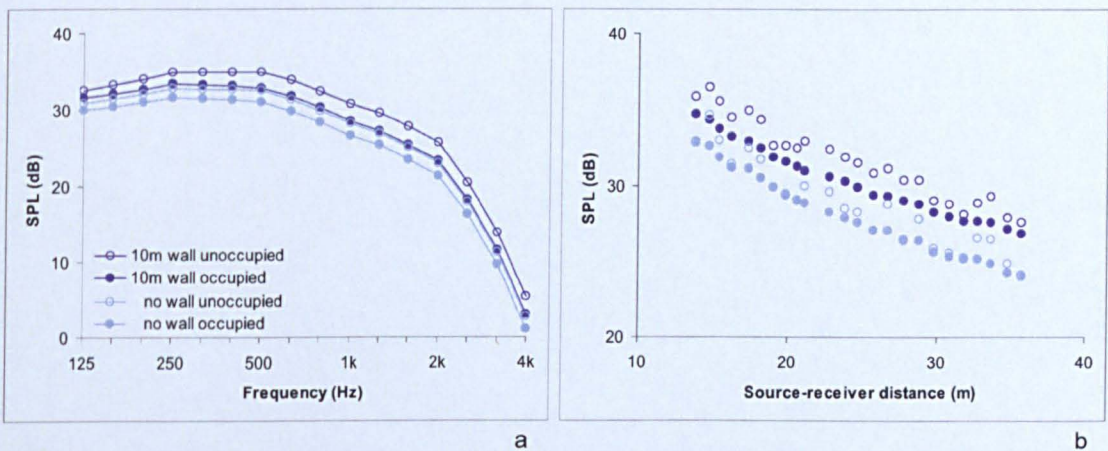 40
30
20
10
0
SPL (dB)
10m wall unoccupied
10m wall occupied
no wall unoccupied
no wall occupied
125 250 500 1k 2k 4k
Frequency (Hz)
a
40
30
20
SPL (dB)
10 20 30 40
Source-receiver distance (m)
b